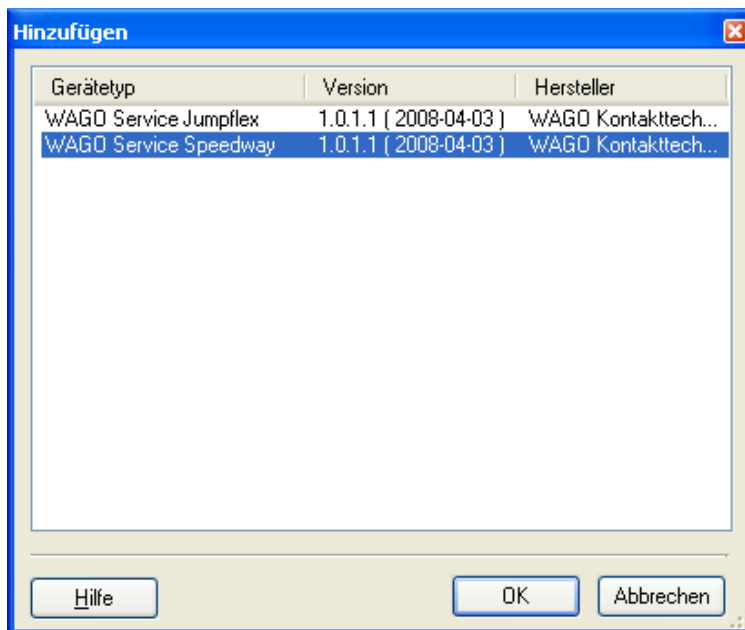 Hinzufügen
Gerätetyp Version Hersteller
WAGO Service Jumpflex 1.0.1.1 ( 2008-04-03 ) WAGO Kontakttech...
WAGO Service Speedway 1.0.1.1 ( 2008-04-03 ) WAGO Kontakttech...
Hilfe OK Abbrechen